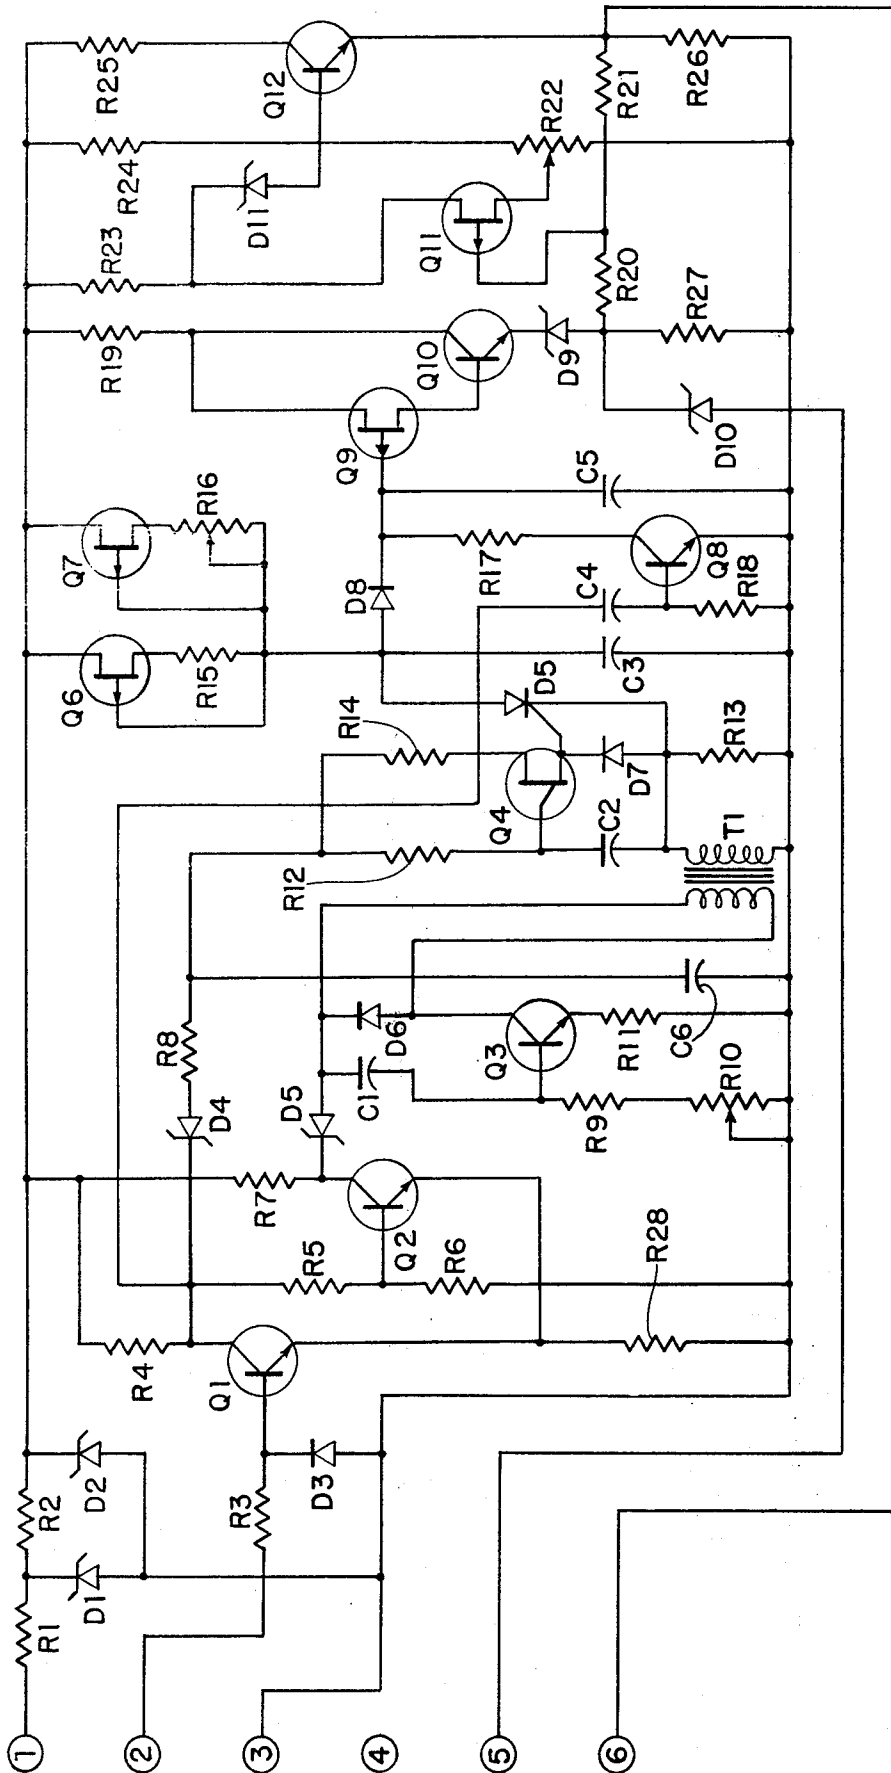 1
2
3
4
5
6
R1
R2
D1
D2
R3
D3
R4
Q1
R5
R6
R28
R7
Q2
D4
R8
D5
C1
D6
Q3
R9
R10
R11
C6
T1
R12
R14
Q4
C2
D5
D7
R13
Q6
R15
Q7
R16
D8
C3
C4
R17
Q8
R18
C5
Q9
R19
Q10
D9
D10
R27
R20
R23
D11
Q11
R24
R22
R21
R25
Q12
R26